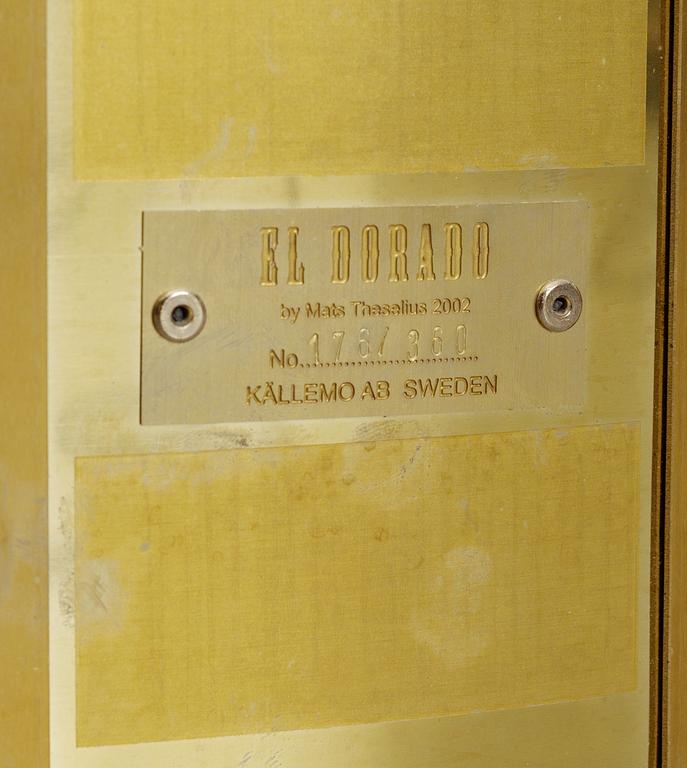 EL DORADO
by Mats Theselius 2002
No..176/360
KÄLLEMO AB SWEDEN